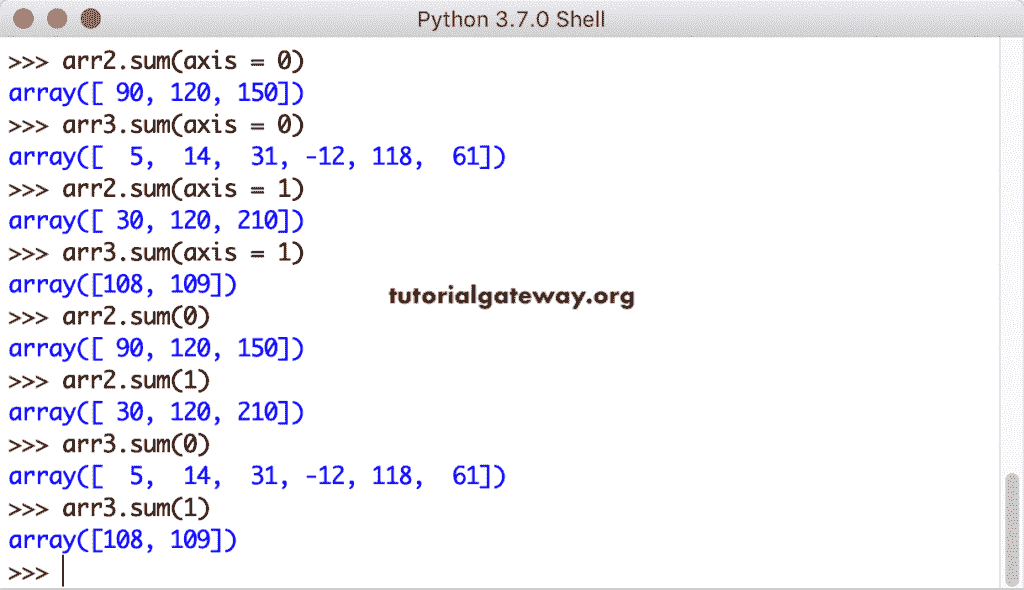 Python 3.7.0 Shell
>>> arr2.sum(axis = 0)
array([ 90, 120, 150])
>>> arr3.sum(axis = 0)
array([  5,  14,  31, -12, 118,  61])
>>> arr2.sum(axis = 1)
array([ 30, 120, 210])
>>> arr3.sum(axis = 1)
array([108, 109])
tutorialgateway.org
>>> arr2.sum(0)
array([ 90, 120, 150])
>>> arr2.sum(1)
array([ 30, 120, 210])
>>> arr3.sum(0)
array([  5,  14,  31, -12, 118,  61])
>>> arr3.sum(1)
array([108, 109])
>>>